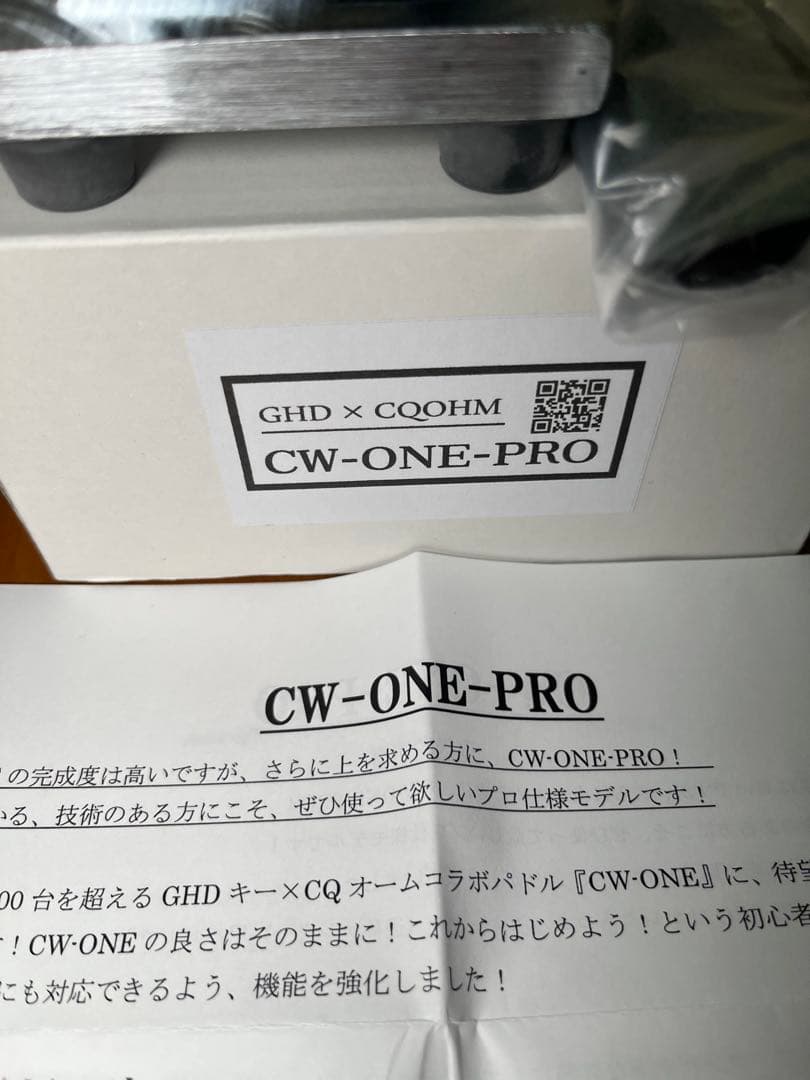 GHD × CQOHM
CW-ONE-PRO
CW-ONE-PRO
の完成度は高いですが、さらに上を求める方に、CW-ONE-PRO！
いる、技術のある方にこそ、ぜひ使って欲しいプロ仕様モデルです！
00台を超えるGHDキー×CQオームコラボパドル『CW-ONE』に、待望
！CW-ONEの良さはそのままに！これからはじめよう！という初心者
にも対応できるよう、機能を強化しました！